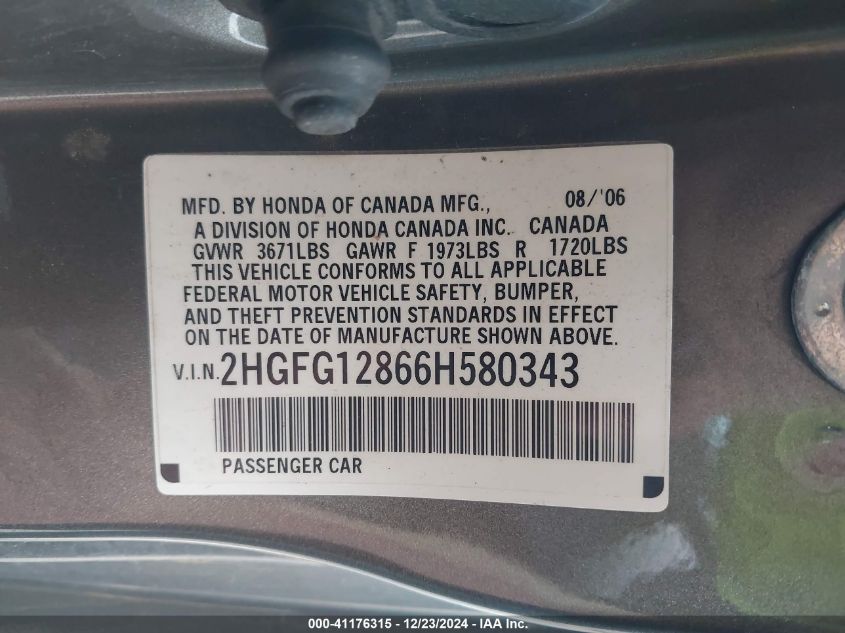 MFD. BY HONDA OF CANADA MFG., 08/'06
A DIVISION OF HONDA CANADA INC. CANADA
GVWR 3671LBS GAWR F 1973LBS R 1720LBS
THIS VEHICLE CONFORMS TO ALL APPLICABLE
FEDERAL MOTOR VEHICLE SAFETY, BUMPER,
AND THEFT PREVENTION STANDARDS IN EFFECT
ON THE DATE OF MANUFACTURE SHOWN ABOVE.
V.I.N. 2HGFG12866H580343
PASSENGER CAR
000-41176315 - 12/23/2024 - IAA Inc.